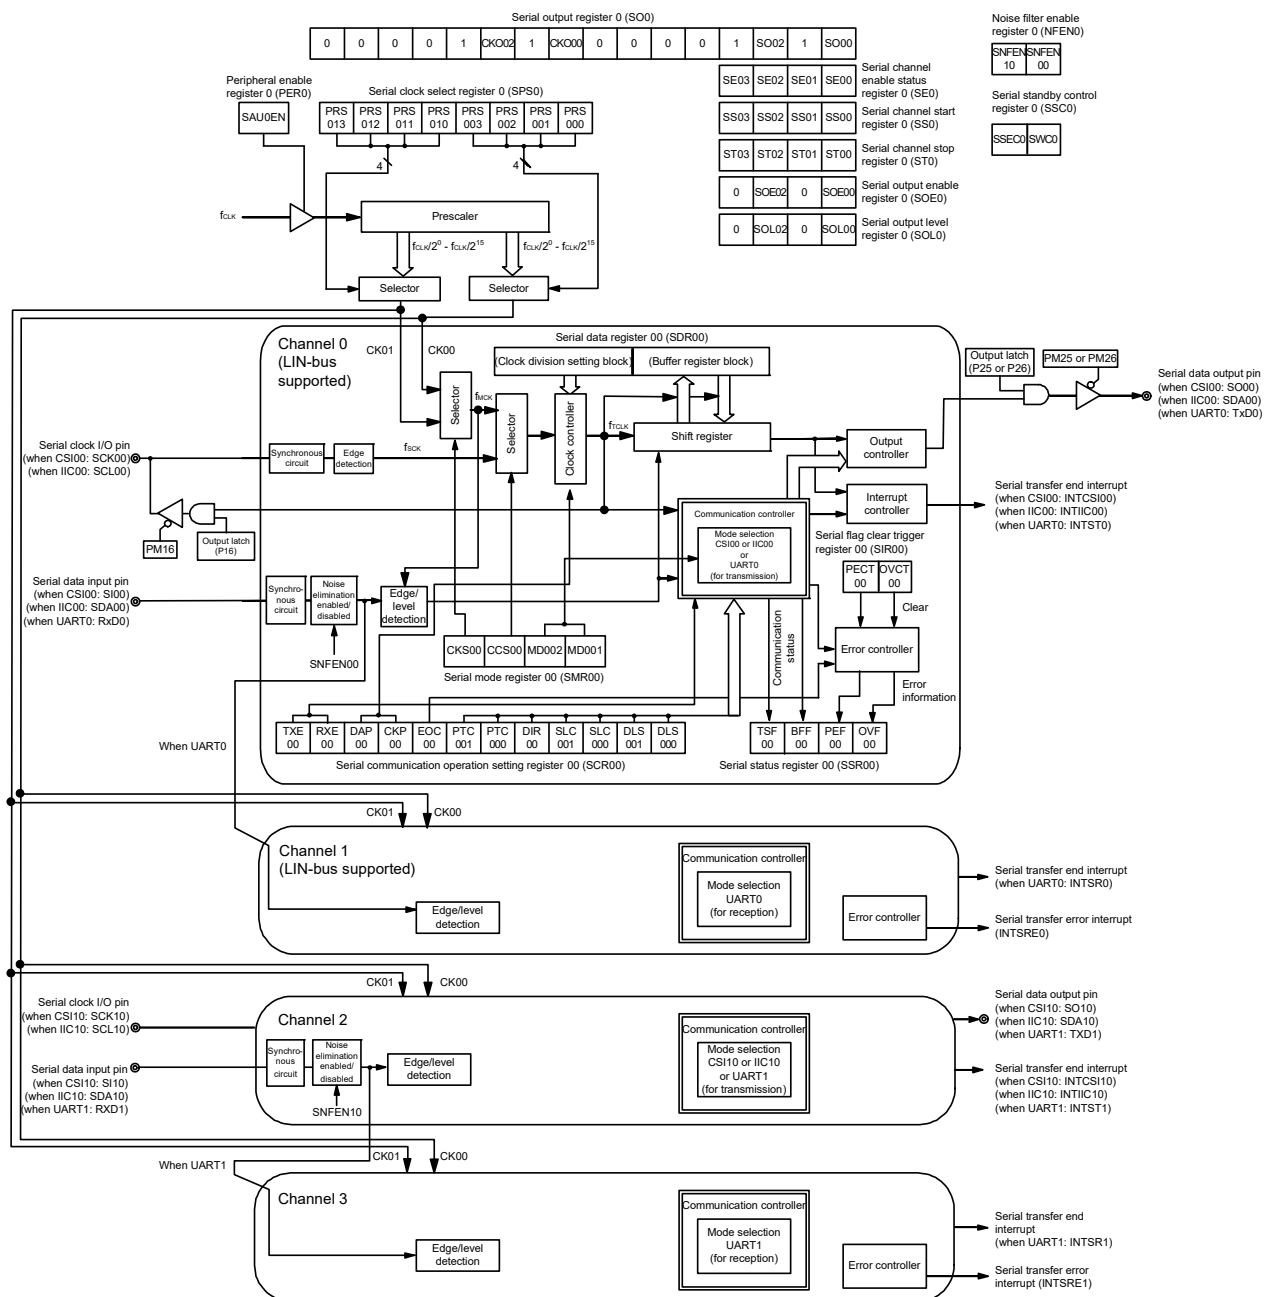 Serial output register 0 (SO0)
0 0 0 0 1 CKO02 1 CKO00 0 0 0 0 1 SO02 1 SO00
Noise filter enable
register 0 (NFEN0)
SNFEN SNFEN
10 00
Peripheral enable
register 0 (PER0)
SAU0EN
Serial clock select register 0 (SPS0)
PRS PRS PRS PRS PRS PRS PRS PRS
013 012 011 010 003 002 001 000
4 4
SE03 SE02 SE01 SE00
Serial channel
enable status
register 0 (SE0)
SS03 SS02 SS01 SS00
Serial channel start
register 0 (SS0)
ST03 ST02 ST01 ST00
Serial channel stop
register 0 (ST0)
0 SOE02 0 SOE00
Serial output enable
register 0 (SOE0)
0 SOL02 0 SOL00
Serial output level
register 0 (SOL0)
Serial standby control
register 0 (SSC0)
SSEC0 SWC0
fCLK
Prescaler
fCLK/2⁰ - fCLK/2¹⁵ fCLK/2⁰ - fCLK/2¹⁵
Selector Selector
Channel 0
(LIN-bus
supported)
CK01 CK00
Serial data register 00 (SDR00)
(Clock division setting block) (Buffer register block)
Selector
fMCK
Selector
Clock controller
fTCLK
Shift register
Output
controller
Interrupt
controller
Output latch
(P25 or P26)
PM25 or PM26
Serial data output pin
(when CSI00: SO00)
(when IIC00: SDA00)
(when UART0: TxD0)
Serial clock I/O pin
(when CSI00: SCK00)
(when IIC00: SCL00)
Synchronous
circuit
Edge
detection
fSCK
PM16
Output latch
(P16)
Serial transfer end interrupt
(when CSI00: INTCSI00)
(when IIC00: INTIIC00)
(when UART0: INTST0)
Communication controller
Mode selection
CSI00 or IIC00
or
UART0
(for transmission)
Serial flag clear trigger
register 00 (SIR00)
PECT OVCT
00 00
Clear
Error controller
Error
information
Communication
status
Serial data input pin
(when CSI00: SI00)
(when IIC00: SDA00)
(when UART0: RxD0)
Synchro-
nous
circuit
Noise
elimination
enabled/
disabled
SNFEN00
Edge/
level
detection
CKS00 CCS00 MD002 MD001
Serial mode register 00 (SMR00)
When UART0
TXE RXE DAP CKP EOC PTC PTC DIR SLC SLC DLS DLS
00 00 00 00 00 001 000 00 001 000 001 000
Serial communication operation setting register 00 (SCR00)
TSF BFF PEF OVF
00 00 00 00
Serial status register 00 (SSR00)
CK01 CK00
Channel 1
(LIN-bus supported)
Communication controller
Mode selection
UART0
(for reception)
Edge/level
detection
Error controller
Serial transfer end interrupt
(when UART0: INTSR0)
Serial transfer error interrupt
(INTSRE0)
CK01 CK00
Serial clock I/O pin
(when CSI10: SCK10)
(when IIC10: SCL10)
Channel 2
Serial data input pin
(when CSI10: SI10)
(when IIC10: SDA10)
(when UART1: RXD1)
Synchro-
nous
circuit
Noise
elimination
enabled/
disabled
SNFEN10
Edge/level
detection
Communication controller
Mode selection
CSI10 or IIC10
or UART1
(for transmission)
Serial data output pin
(when CSI10: SO10)
(when IIC10: SDA10)
(when UART1: TXD1)
Serial transfer end interrupt
(when CSI10: INTCSI10)
(when IIC10: INTIIC10)
(when UART1: INTST1)
When UART1
CK01 CK00
Channel 3
Communication controller
Mode selection
UART1
(for reception)
Edge/level
detection
Error controller
Serial transfer end
interrupt
(when UART1: INTSR1)
Serial transfer error
interrupt (INTSRE1)